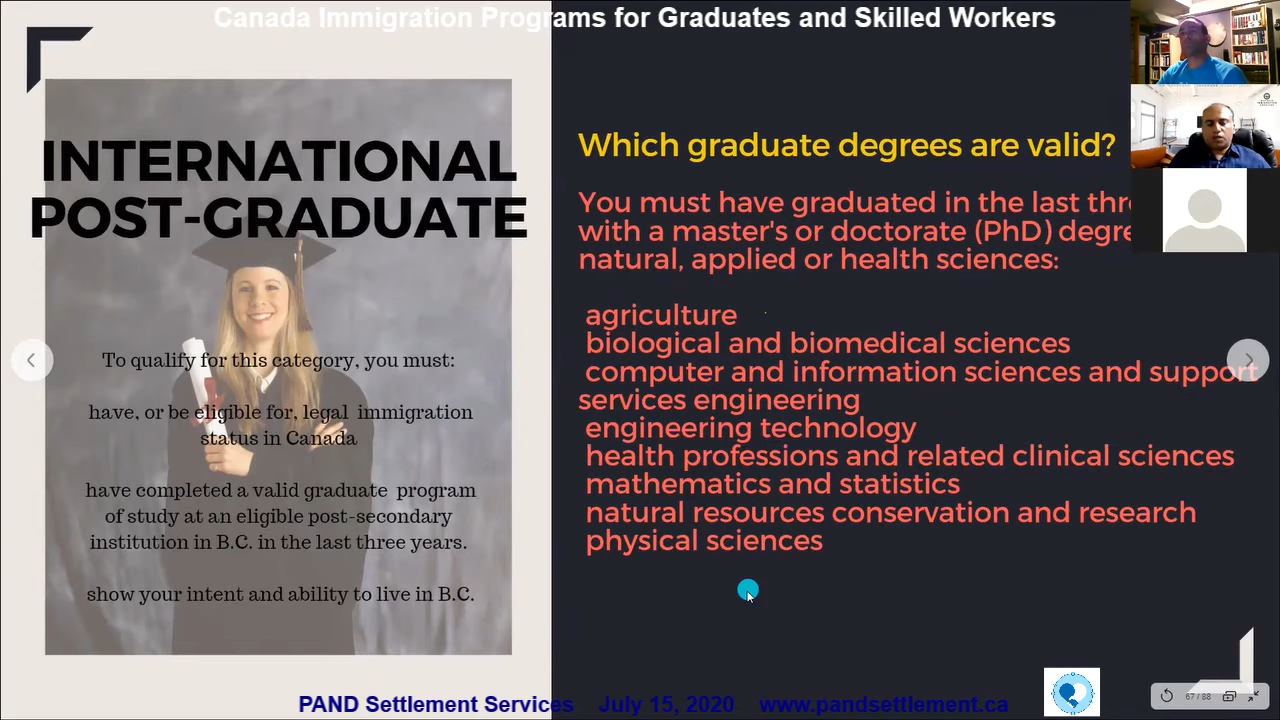 Canada Immigration Programs for Graduates and Skilled Workers
INTERNATIONAL
POST-GRADUATE
To qualify for this category, you must:
have, or be eligible for, legal immigration
status in Canada
have completed a valid graduate program
of study at an eligible post-secondary
institution in B.C. in the last three years.
show your intent and ability to live in B.C.
Which graduate degrees are valid?
You must have graduated in the last
with a master's or doctorate (PhD)
natural, applied or health sciences:
agriculture
biological and biomedical sciences
computer and information sciences and support
services engineering
engineering technology
health professions and related clinical sciences
mathematics and statistics
natural resources conservation and research
physical sciences
67 / 88
PAND Settlement Services July 15, 2020 www.pandsettlement.ca